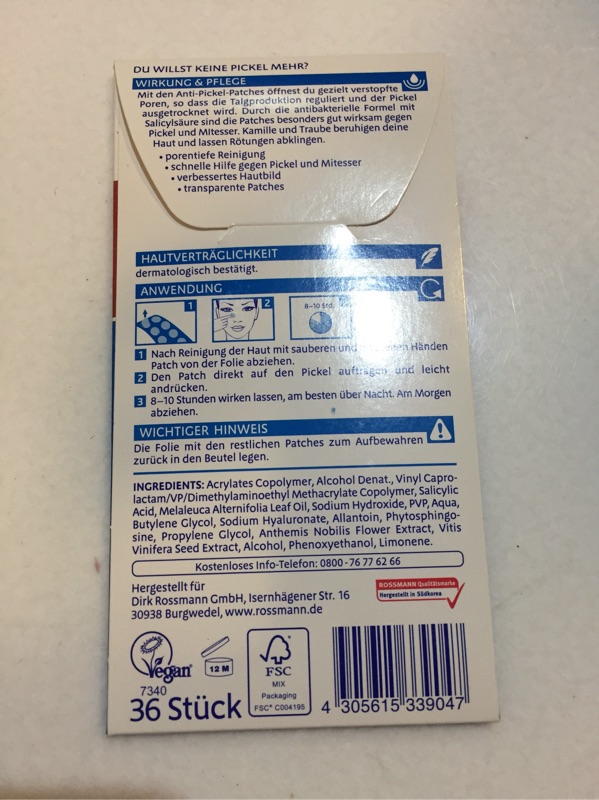 DU WILLST KEINE PICKEL MEHR?
WIRKUNG & PFLEGE
Mit den Anti-Pickel-Patches öffnest du gezielt verstopfte
Poren, so dass die Talgproduktion reguliert und der Pickel
ausgetrocknet wird. Durch die antibakterielle Formel mit
Salicylsäure sind die Patches besonders gut wirksam gegen
Pickel und Mitesser. Kamille und Traube beruhigen deine
Haut und lassen Rötungen abklingen.
• porentiefe Reinigung
• schnelle Hilfe gegen Pickel und Mitesser
• verbessertes Hautbild
• transparente Patches
HAUTVERTRÄGLICHKEIT
dermatologisch bestätigt.
ANWENDUNG
1 2 8–10 Std.
1 Nach Reinigung der Haut mit sauberen und Händen
Patch von der Folie abziehen.
2 Den Patch direkt auf den Pickel auftragen und leicht
andrücken.
3 8–10 Stunden wirken lassen, am besten über Nacht. Am Morgen
abziehen.
WICHTIGER HINWEIS
Die Folie mit den restlichen Patches zum Aufbewahren
zurück in den Beutel legen.
INGREDIENTS: Acrylates Copolymer, Alcohol Denat., Vinyl Capro-
lactam/VP/Dimethylaminoethyl Methacrylate Copolymer, Salicylic
Acid, Melaleuca Alternifolia Leaf Oil, Sodium Hydroxide, PVP, Aqua,
Butylene Glycol, Sodium Hyaluronate, Allantoin, Phytosphingo-
sine, Propylene Glycol, Anthemis Nobilis Flower Extract, Vitis
Vinifera Seed Extract, Alcohol, Phenoxyethanol, Limonene.
Kostenloses Info-Telefon: 0800-76 77 62 66
Hergestellt für
Dirk Rossmann GmbH, Isernhägener Str. 16
30938 Burgwedel, www.rossmann.de
ROSSMANN Qualitätsmarke
Hergestellt in Südkorea
Vegan
7340
12 M
FSC
MIX
Packaging
FSC® C004195
36 Stück
4 305615 339047